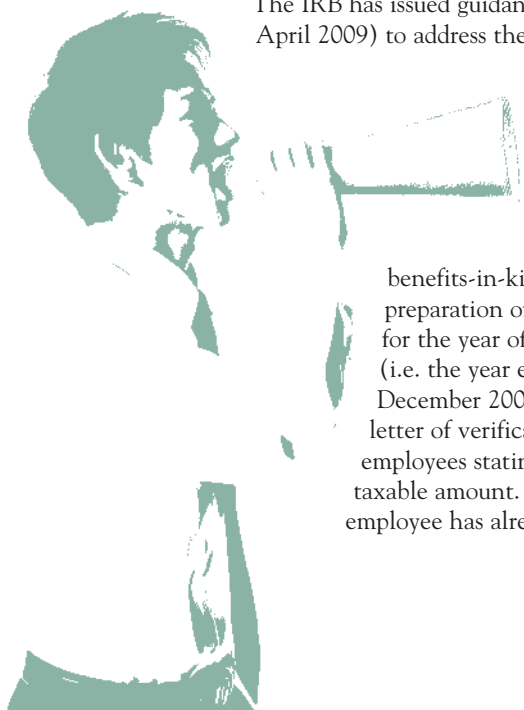 The IRB has issued guidan
April 2009) to address the
benefits-in-ki
preparation o
for the year of
(i.e. the year e
December 200
letter of verifica
employees statin
taxable amount.
employee has alre